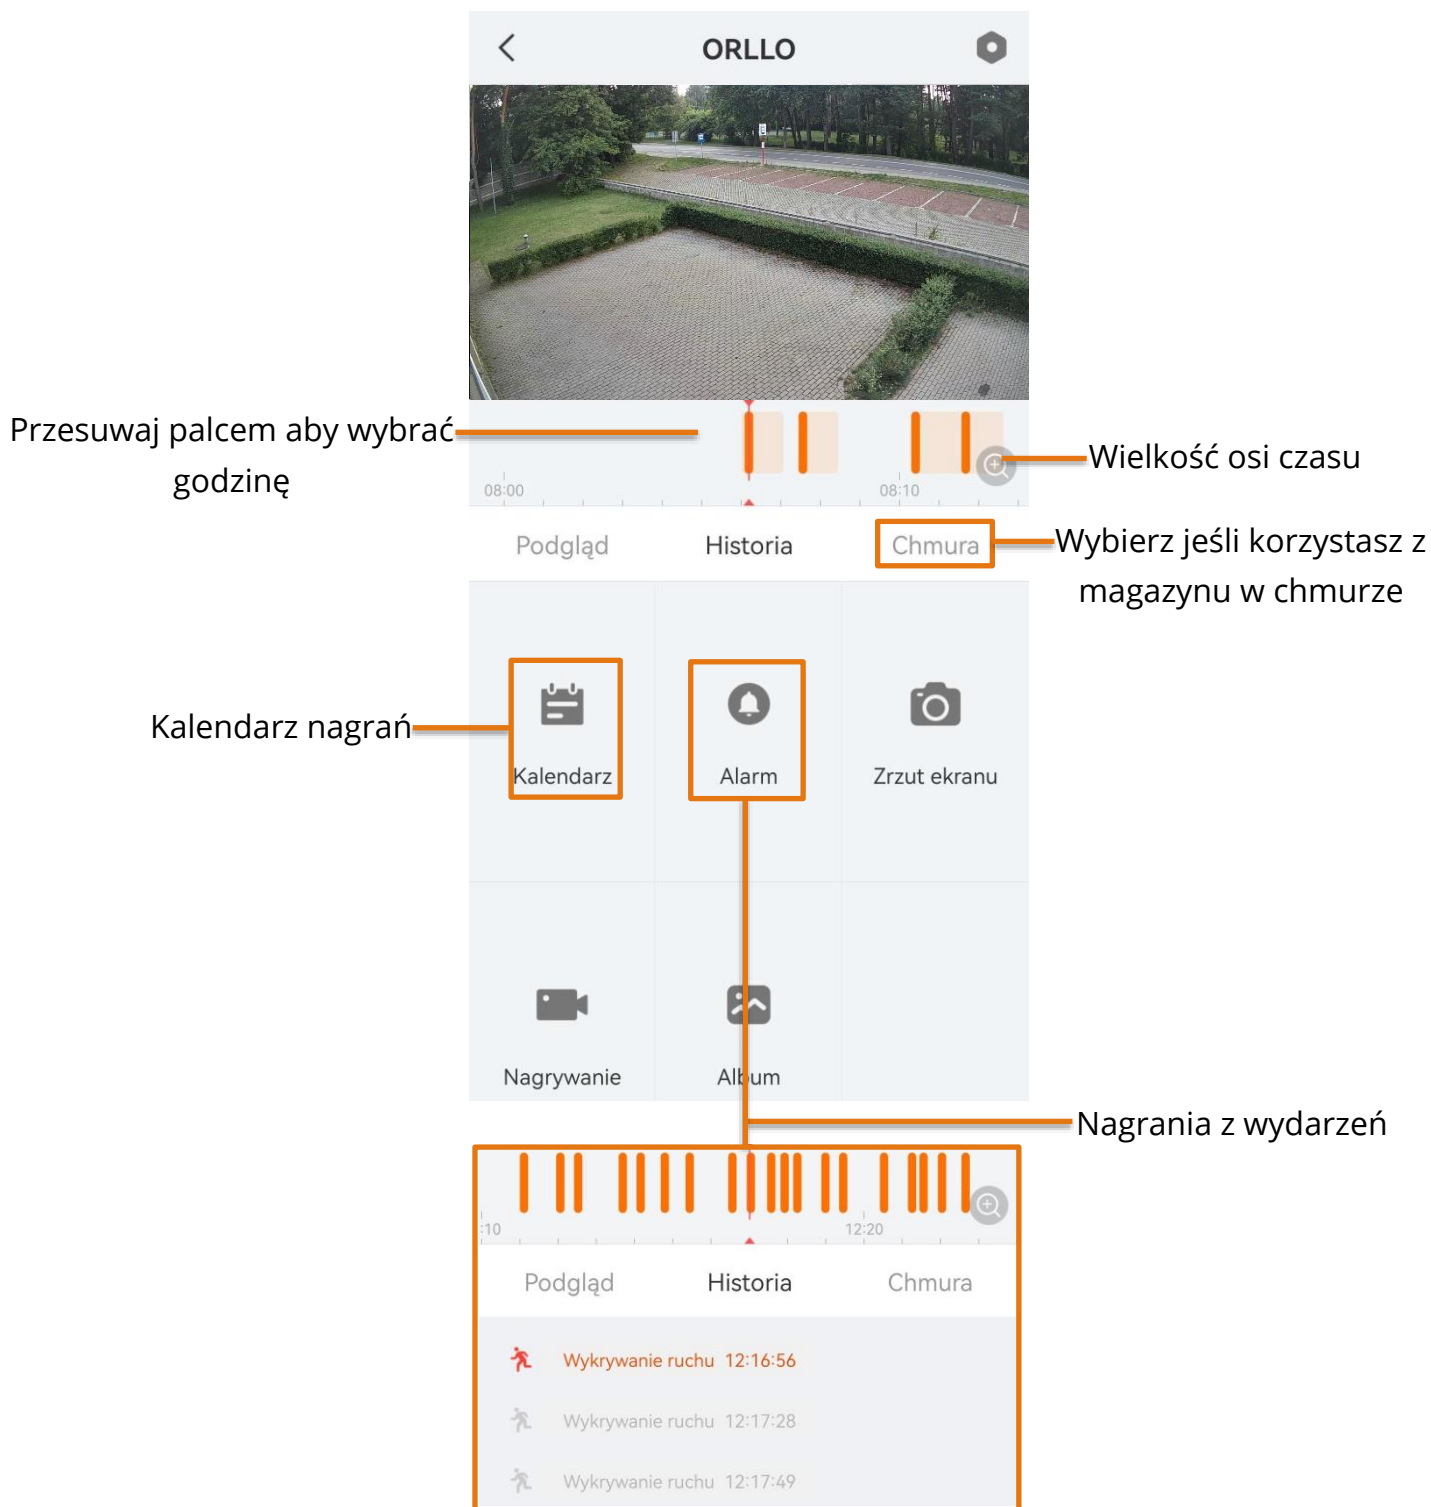 ORLLO
Przesuwaj palcem aby wybrać
godzinę
Wielkość osi czasu
08:00
08:10
Podgląd
Historia
Chmura
Wybierz jeśli korzystasz z
magazynu w chmurze
Kalendarz nagrań
Kalendarz
Alarm
Zrzut ekranu
Nagrywanie
Album
Nagrania z wydarzeń
:10
12:20
Podgląd
Historia
Chmura
Wykrywanie ruchu 12:16:56
Wykrywanie ruchu 12:17:28
Wykrywanie ruchu 12:17:49